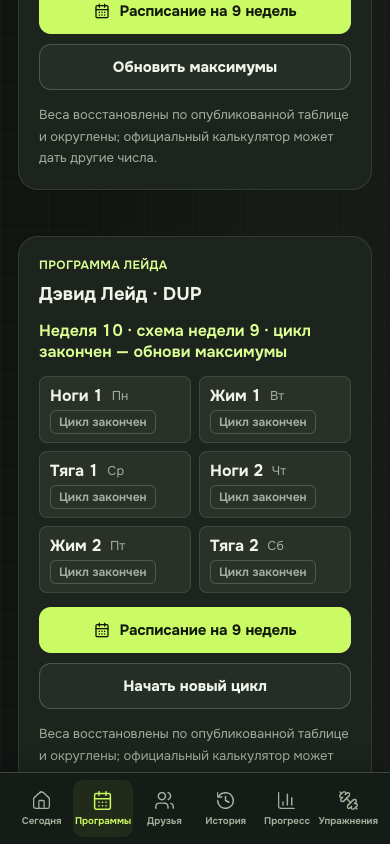 Расписание на 9 недель
Обновить максимумы
Веса восстановлены по опубликованной таблице
и округлены; официальный калькулятор может
дать другие числа.
ПРОГРАММА ЛЕЙДА
Дэвид Лейд · DUP
Неделя 10 · схема недели 9 · цикл
закончен — обнови максимумы
Ноги 1 Пн
Цикл закончен
Жим 1 Вт
Цикл закончен
Тяга 1 Ср
Цикл закончен
Ноги 2 Чт
Цикл закончен
Жим 2 Пт
Цикл закончен
Тяга 2 Сб
Цикл закончен
Расписание на 9 недель
Начать новый цикл
Веса восстановлены по опубликованной таблице
и округлены; официальный калькулятор может
Сегодня
Программы
Друзья
История
Прогресс
Упражнения